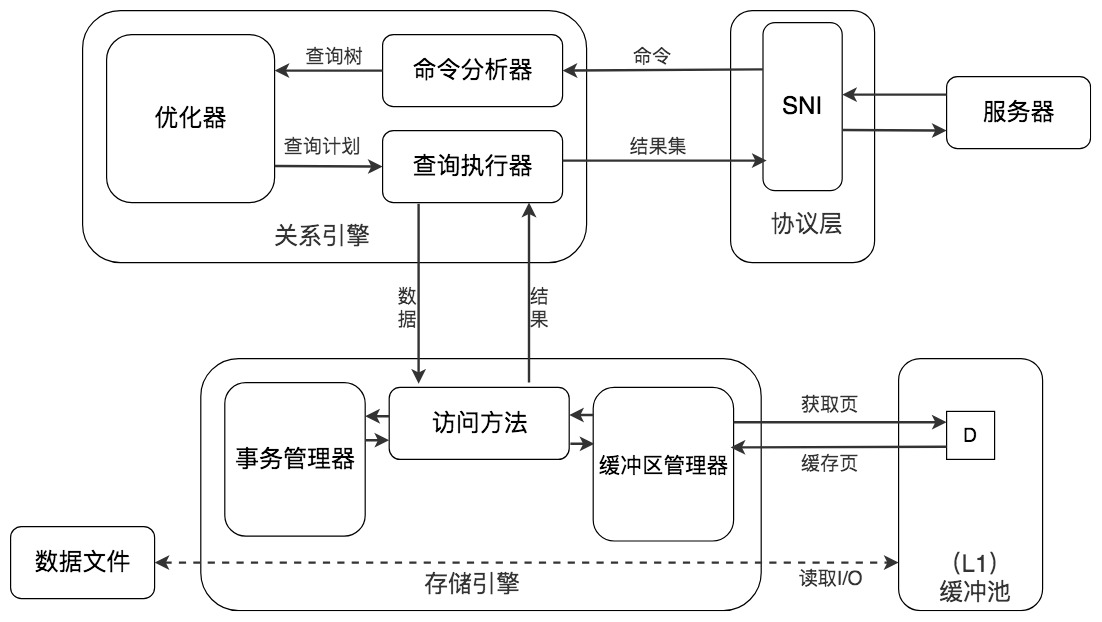 查询树
命令分析器
命令
SNI
优化器
服务器
查询计划
查询执行器
结果集
协议层
关系引擎
数
据
结
果
获取页
访问方法
D
事务管理器
缓冲区管理器
缓存页
数据文件
存储引擎
读取I/O
（L1）
缓冲池